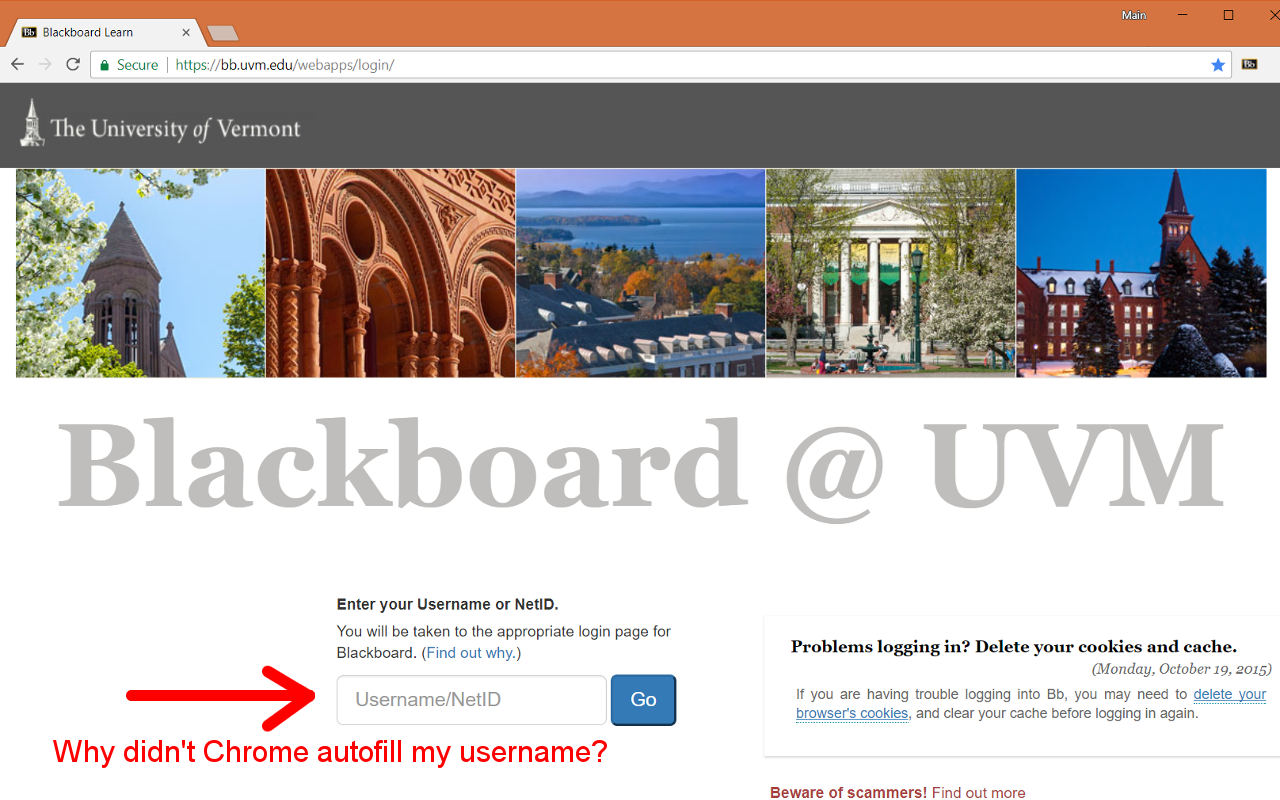 Main
Bb Blackboard Learn
Secure https://bb.uvm.edu/webapps/login/
Bb
The University of Vermont
Blackboard @ UVM
Enter your Username or NetID.
You will be taken to the appropriate login page for
Blackboard. (Find out why.)
Username/NetID Go
Why didn't Chrome autofill my username?
Problems logging in? Delete your cookies and cache.
(Monday, October 19, 2015)
If you are having trouble logging into Bb, you may need to delete your
browser's cookies, and clear your cache before logging in again.
Beware of scammers! Find out more